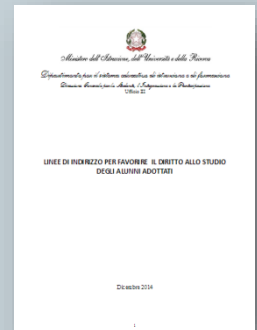 Ministero dell'Istruzione, dell'Università e della Ricerca
Dipartimento per il sistema educativo di istruzione e di formazione
Direzione Generale per lo Studente, l'Integrazione e la Partecipazione
Ufficio III
LINEE DI INDIRIZZO PER FAVORIRE IL DIRITTO ALLO STUDIO
DEGLI ALUNNI ADOTTATI
Dicembre 2014
1